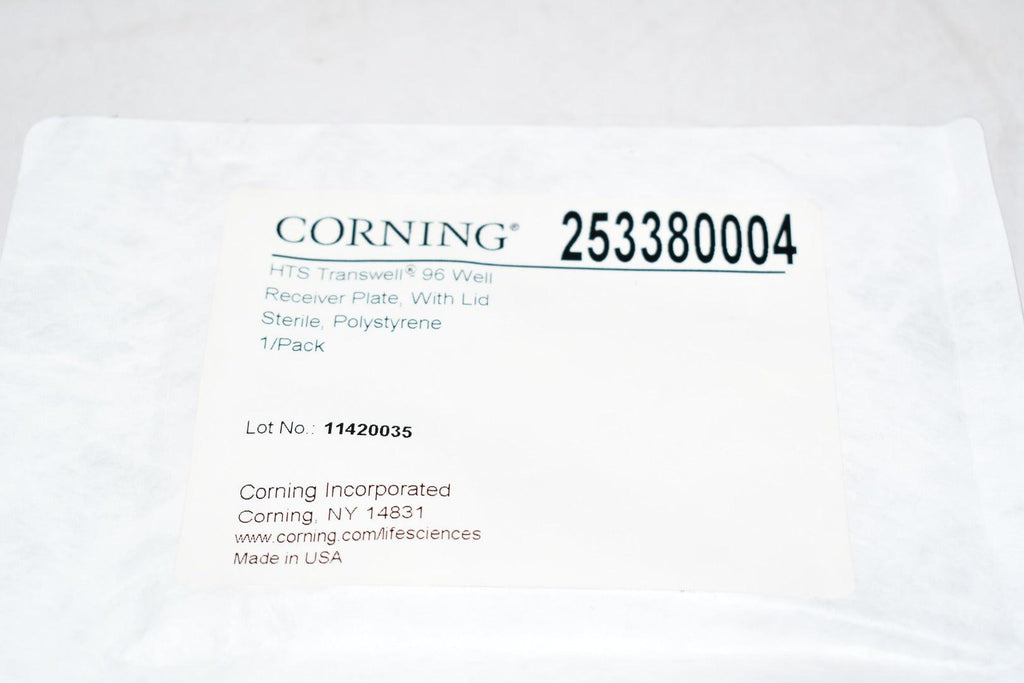 CORNING® 253380004
HTS Transwell® 96 Well
Receiver Plate, With Lid
Sterile, Polystyrene
1/Pack
Lot No.: 11420035
Corning Incorporated
Corning, NY 14831
www.corning.com/lifesciences
Made in USA